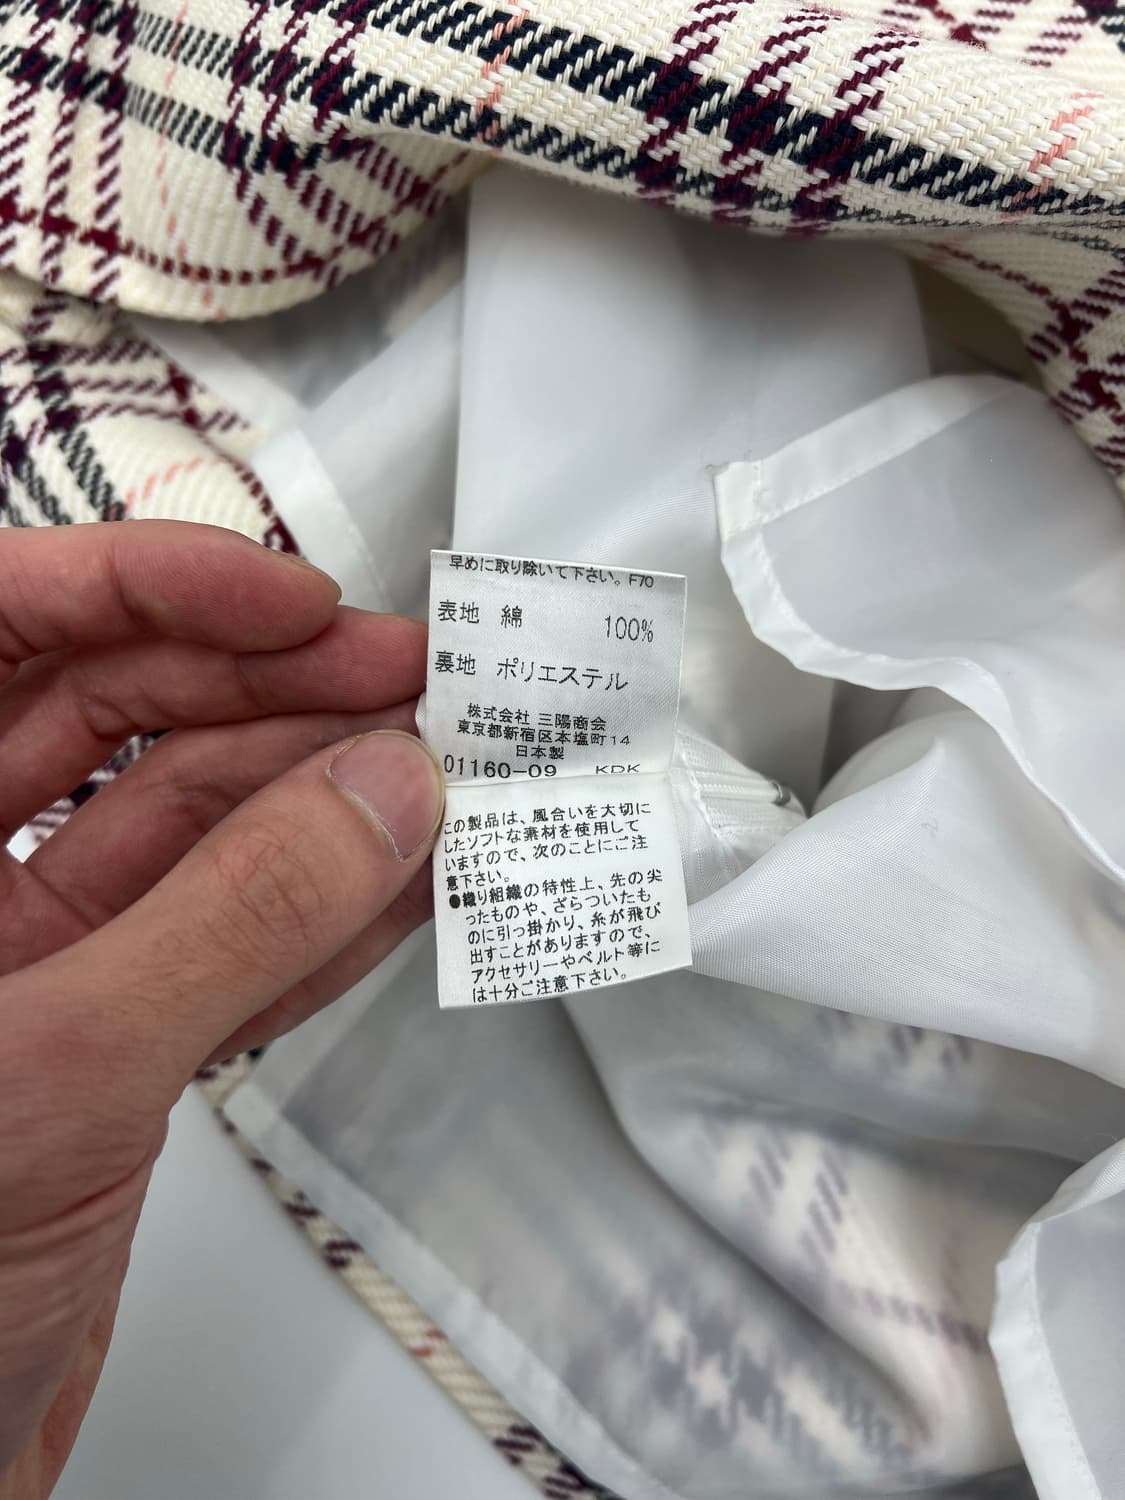 早めに取り除いて下さい。F70
表地 綿 100%
裏地 ポリエステル
株式会社 三陽商会
東京都新宿区本塩町14
日本製
01160-09 KDK
この製品は、風合いを大切に
したソフトな素材を使用して
いますので、次のことにご注
意下さい。
●織り組織の特性上、先の尖
ったものや、ざらついたも
のに引っ掛かり、糸が飛び
出すことがありますので、
アクセサリーやベルト等に
は十分ご注意下さい。